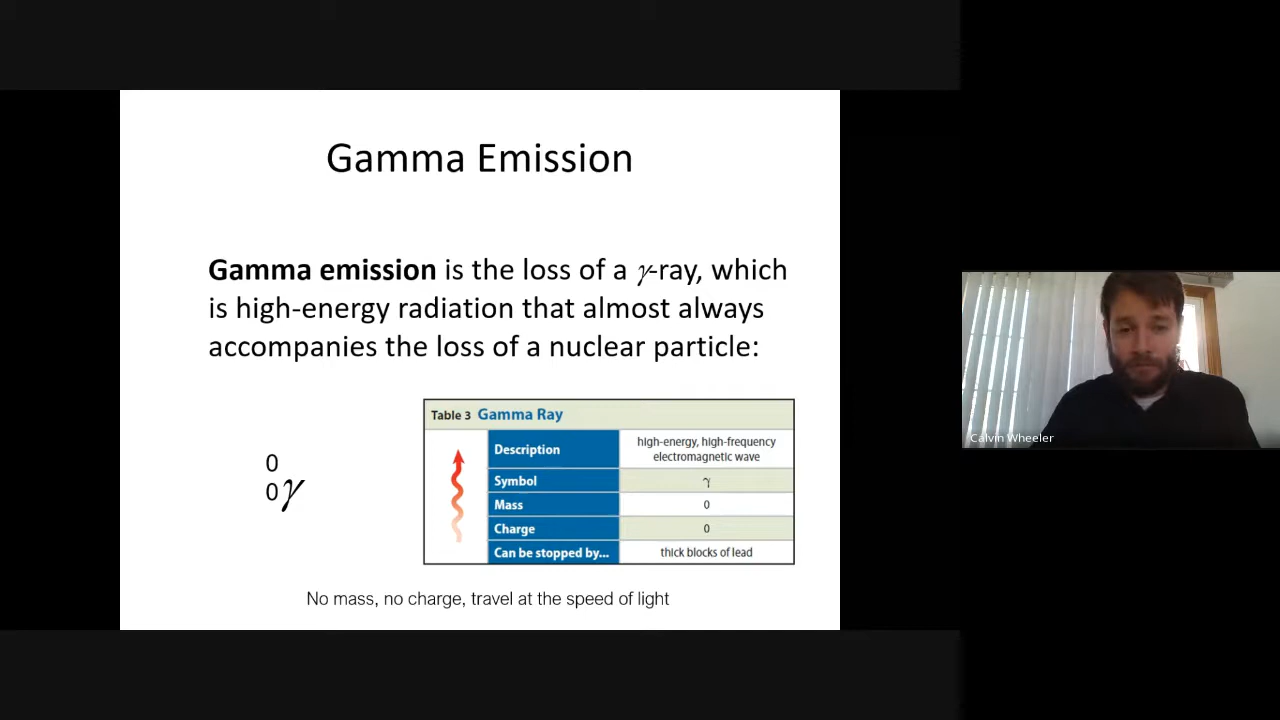 Gamma Emission
Gamma emission is the loss of a γ-ray, which
is high-energy radiation that almost always
accompanies the loss of a nuclear particle:
Table 3 Gamma Ray
Description high-energy, high-frequency
electromagnetic wave
Symbol γ
Mass 0
Charge 0
Can be stopped by... thick blocks of lead
0
0γ
No mass, no charge, travel at the speed of light
Calvin Wheeler